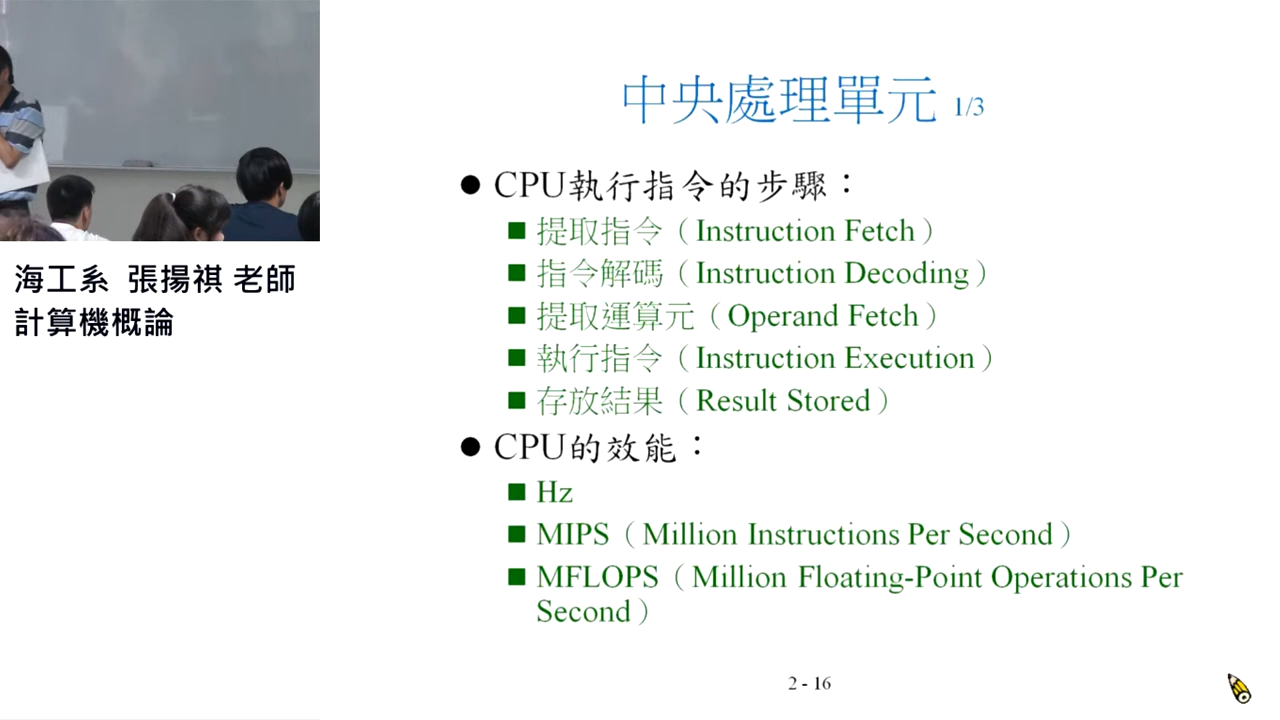 海工系 張揚祺 老師
計算機概論
中央處理單元 1/3
● CPU執行指令的步驟：
■ 提取指令（Instruction Fetch）
■ 指令解碼（Instruction Decoding）
■ 提取運算元（Operand Fetch）
■ 執行指令（Instruction Execution）
■ 存放結果（Result Stored）
● CPU的效能：
■ Hz
■ MIPS（Million Instructions Per Second）
■ MFLOPS（Million Floating-Point Operations Per
Second）
2 - 16